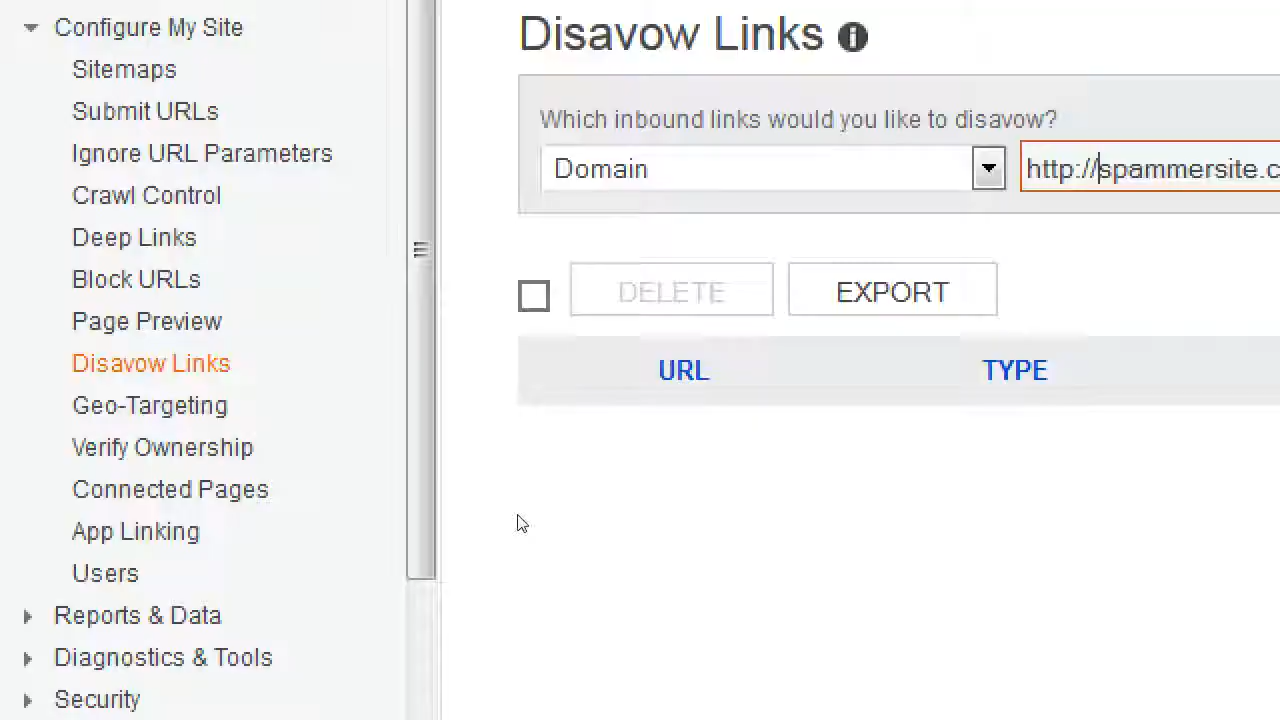 Configure My Site
Sitemaps
Submit URLs
Ignore URL Parameters
Crawl Control
Deep Links
Block URLs
Page Preview
Disavow Links
Geo-Targeting
Verify Ownership
Connected Pages
App Linking
Users
Reports & Data
Diagnostics & Tools
Security
Disavow Links
Which inbound links would you like to disavow?
Domain
http://spammersite.c
DELETE
EXPORT
URL
TYPE